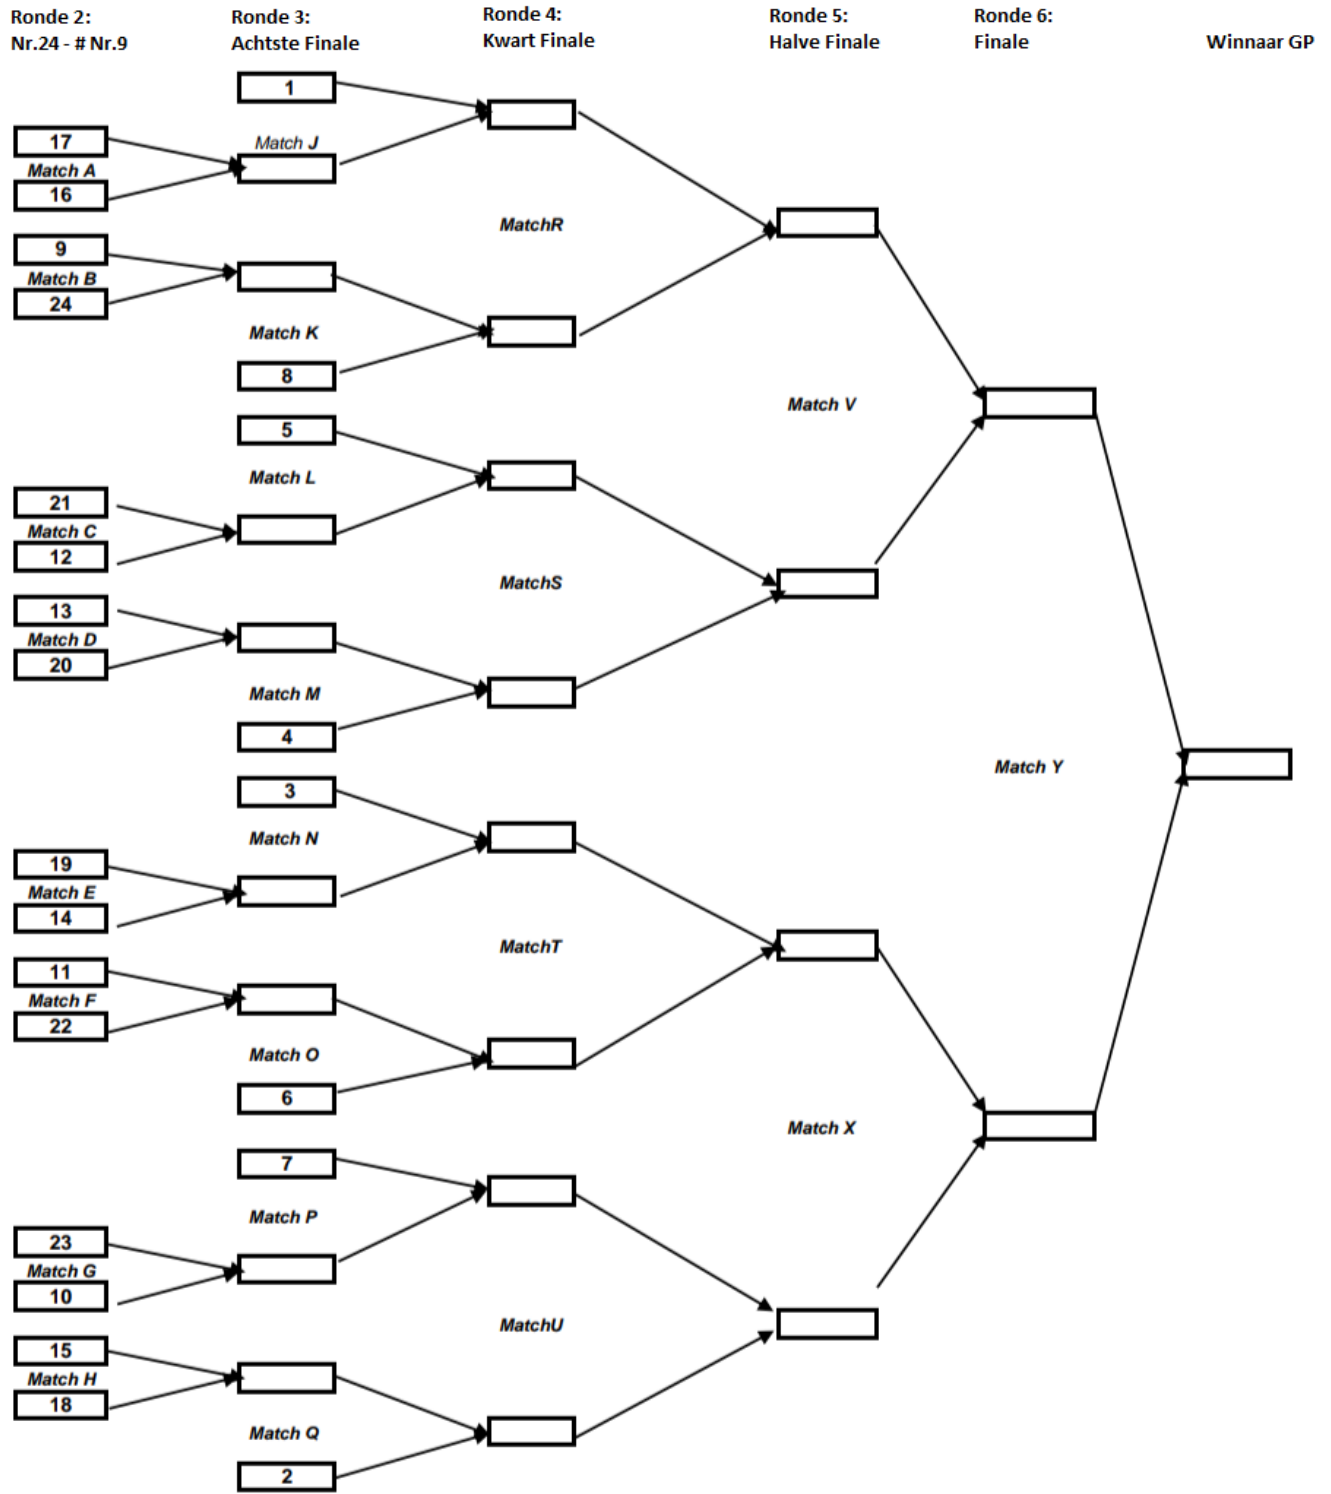 Ronde 2:
Nr.24 - # Nr.9
Ronde 3:
Achtste Finale
Ronde 4:
Kwart Finale
Ronde 5:
Halve Finale
Ronde 6:
Finale
Winnaar GP
17
Match A
16
9
Match B
24
21
Match C
12
13
Match D
20
19
Match E
14
11
Match F
22
23
Match G
10
15
Match H
18
1
Match J
Match K
8
5
Match L
Match M
4
3
Match N
Match O
6
7
Match P
Match Q
2
MatchR
MatchS
MatchT
MatchU
Match V
Match X
Match Y